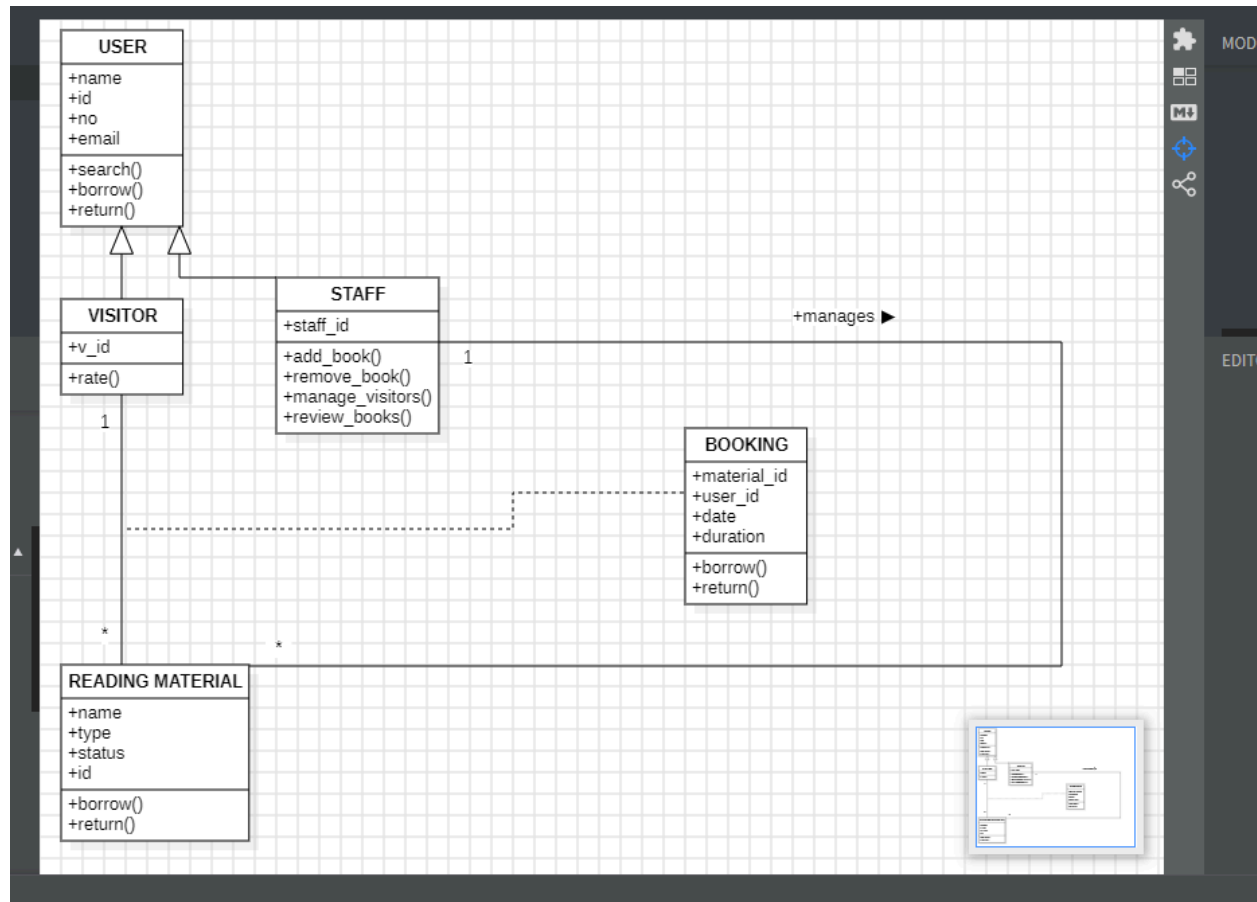 USER
+name
+id
+no
+email
+search()
+borrow()
+return()
VISITOR
+v_id
+rate()
1
STAFF
+staff_id
+add_book()
+remove_book()
+manage_visitors()
+review_books()
1
+manages ▶
BOOKING
+material_id
+user_id
+date
+duration
+borrow()
+return()
*
*
READING MATERIAL
+name
+type
+status
+id
+borrow()
+return()
M
MOD
EDIT